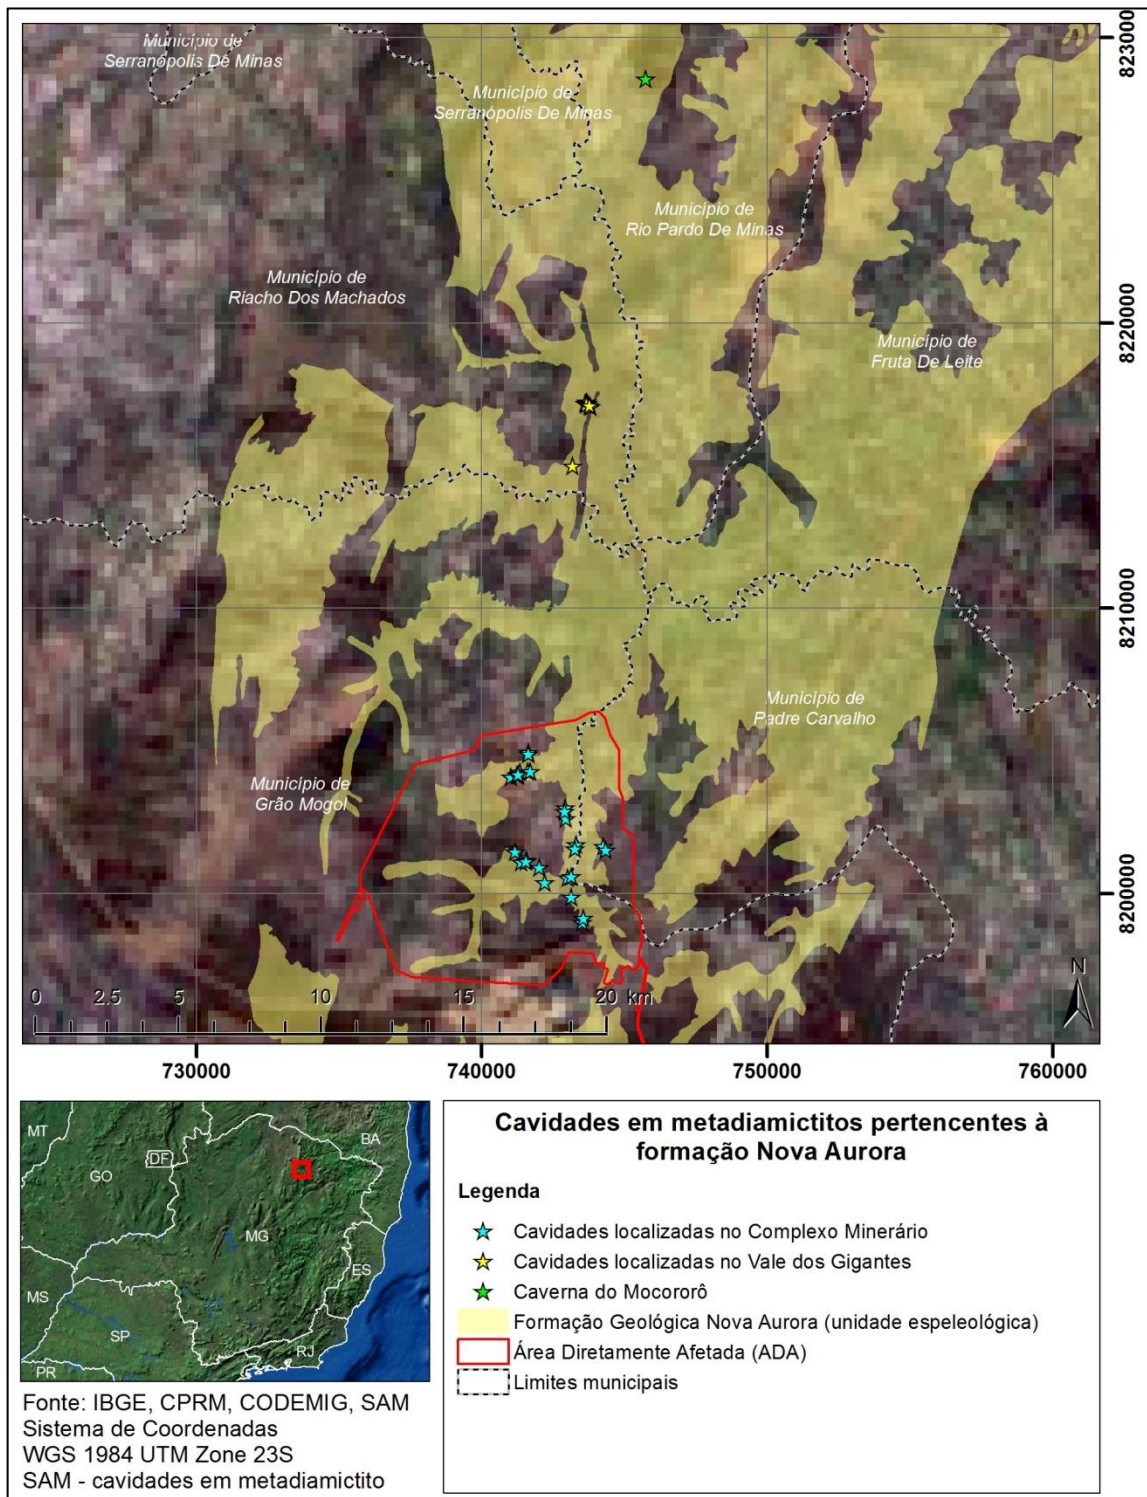 Município de
Serranópolis De Minas
Município de
Serranópolis De Minas
Município de
Rio Pardo De Minas
Município de
Riacho Dos Machados
Município de
Fruta De Leite
Município de
Padre Carvalho
Município de
Grão Mogol
8230000
8220000
8210000
8200000
0 2.5 5 10 15 20 km
N
730000 740000 750000 760000
MT
GO
DF
BA
MG
ES
MS
SP
RJ
PR
Cavidades em metadiamictitos pertencentes à
formação Nova Aurora
Legenda
Cavidades localizadas no Complexo Minerário
Cavidades localizadas no Vale dos Gigantes
Caverna do Mocororô
Formação Geológica Nova Aurora (unidade espeleológica)
Área Diretamente Afetada (ADA)
Limites municipais
Fonte: IBGE, CPRM, CODEMIG, SAM
Sistema de Coordenadas
WGS 1984 UTM Zone 23S
SAM - cavidades em metadiamictito